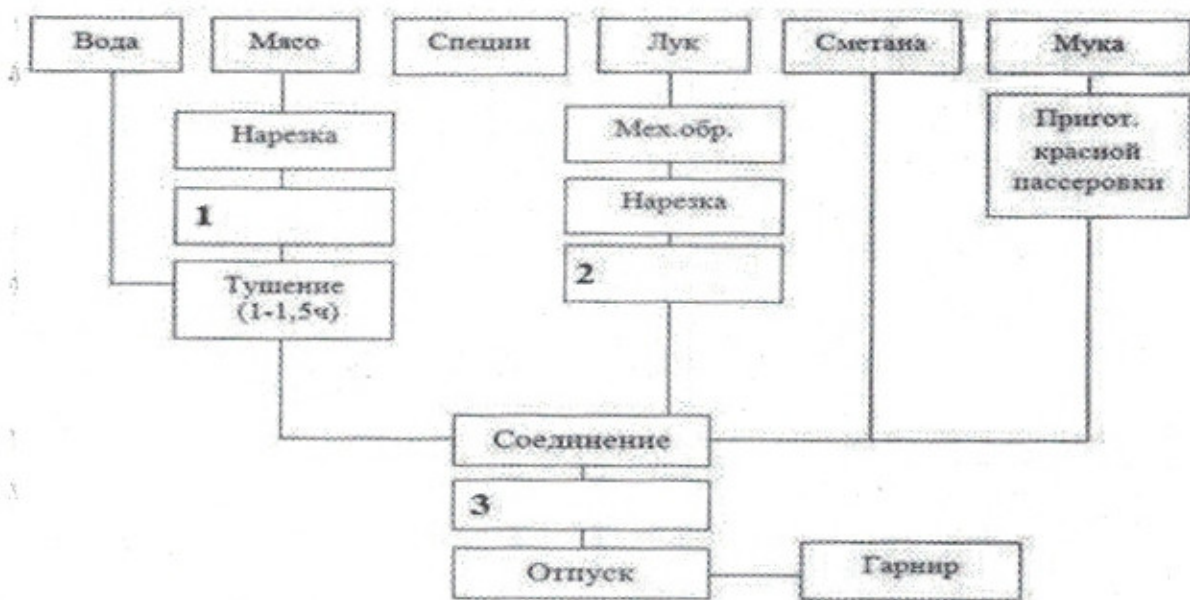 Вода
Мясо
Специи
Лук
Сметана
Мука
Нарезка
Мех.обр.
Пригот.
красной
пассеровки
1
Нарезка
Тушение
(1-1,5ч)
2
Соединение
3
Отпуск
Гарнир